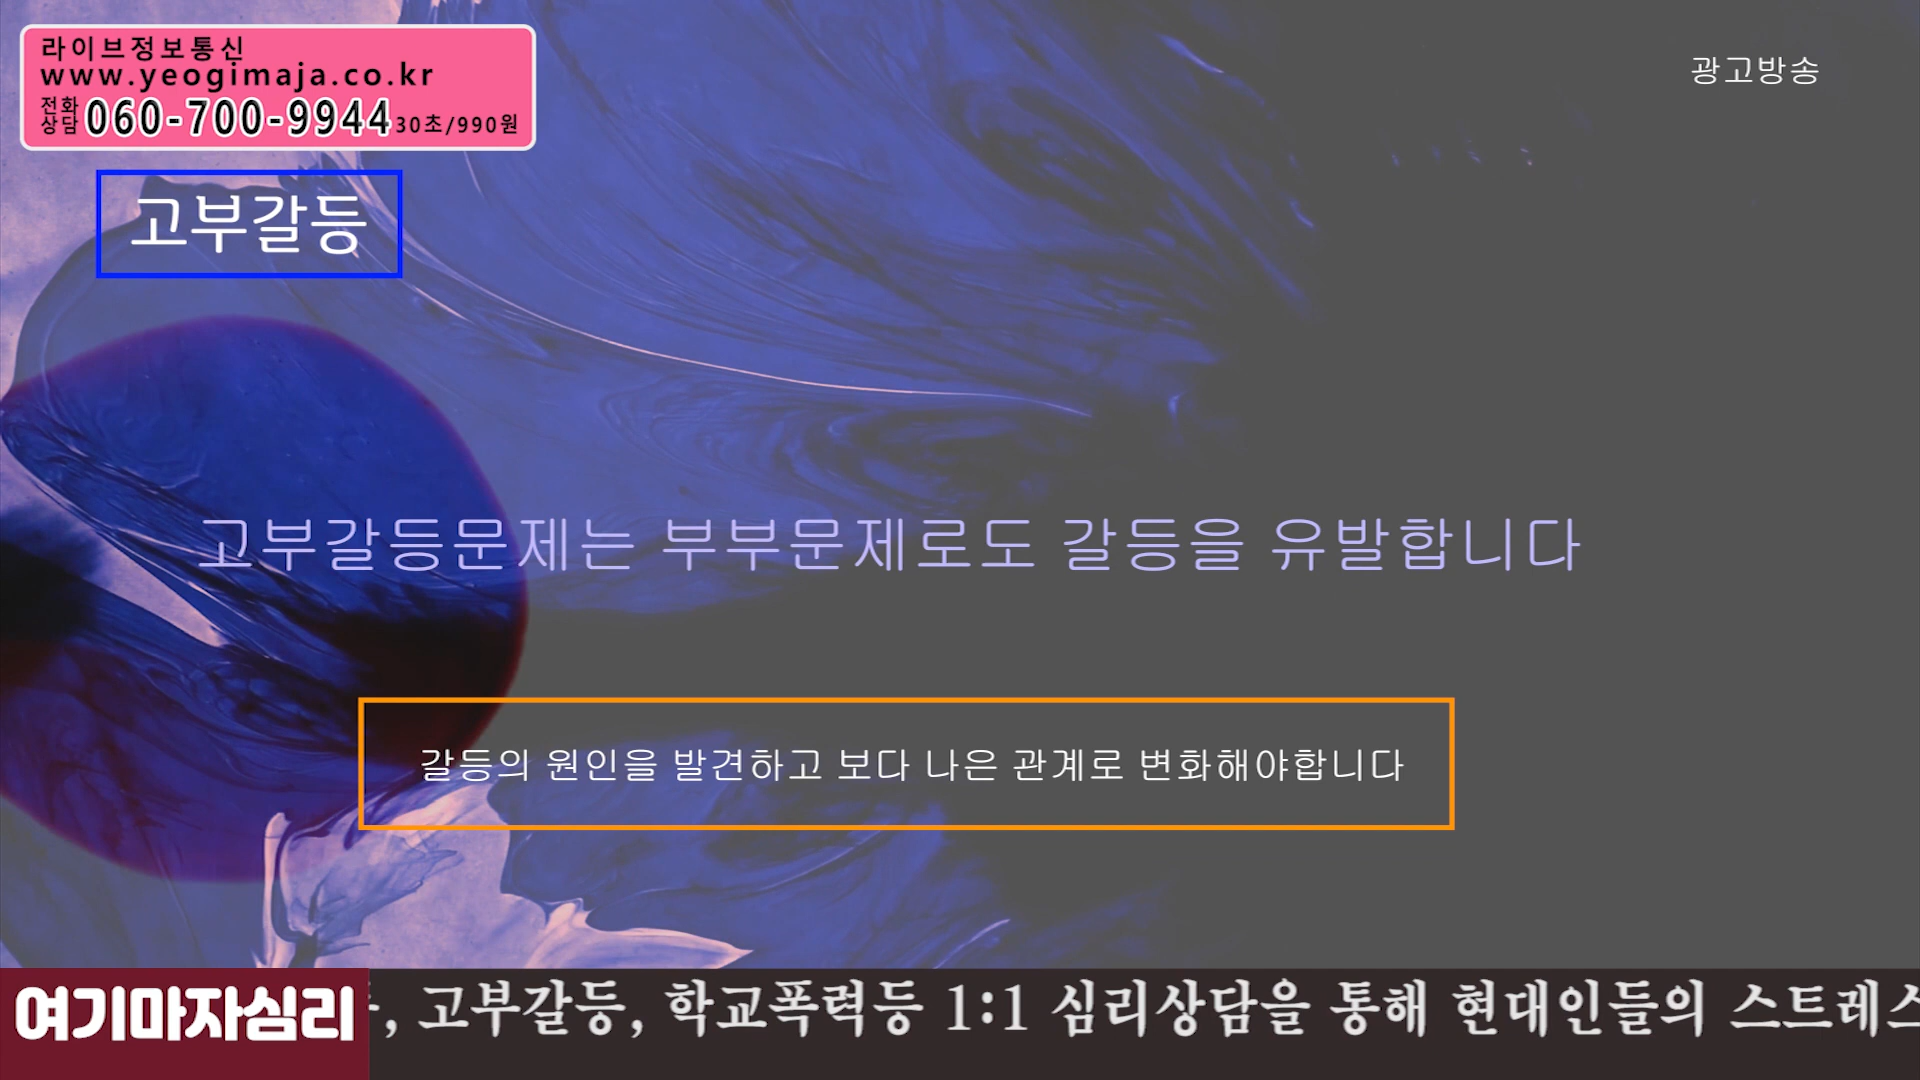 라이브정보통신
www.yeogimaja.co.kr
전화상담 060-700-9944 30초/990원
광고방송
고부갈등
고부갈등문제는 부부문제로도 갈등을 유발합니다
갈등의 원인을 발견하고 보다 나은 관계로 변화해야합니다
여기마자심리
, 고부갈등, 학교폭력등 1:1 심리상담을 통해 현대인들의 스트레스